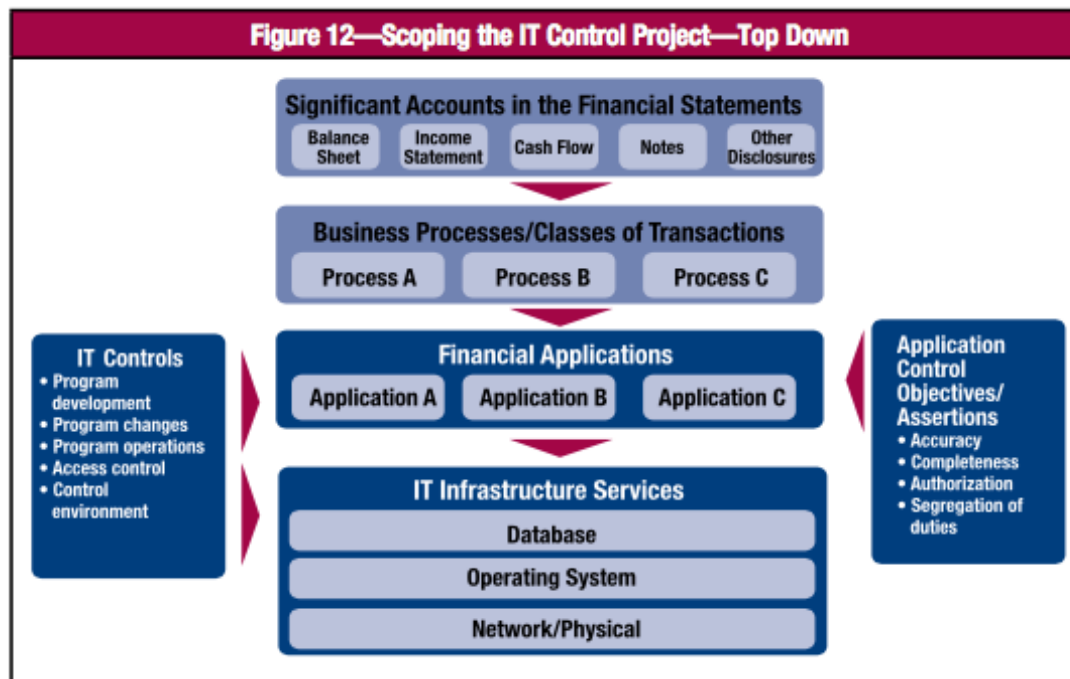 Figure 12—Scoping the IT Control Project—Top Down
Significant Accounts in the Financial Statements
Balance
Sheet
Income
Statement
Cash Flow
Notes
Other
Disclosures
Business Processes/Classes of Transactions
Process A
Process B
Process C
IT Controls
• Program
development
• Program changes
• Program operations
• Access control
• Control
environment
Financial Applications
Application A
Application B
Application C
Application
Control
Objectives/
Assertions
• Accuracy
• Completeness
• Authorization
• Segregation of
duties
IT Infrastructure Services
Database
Operating System
Network/Physical